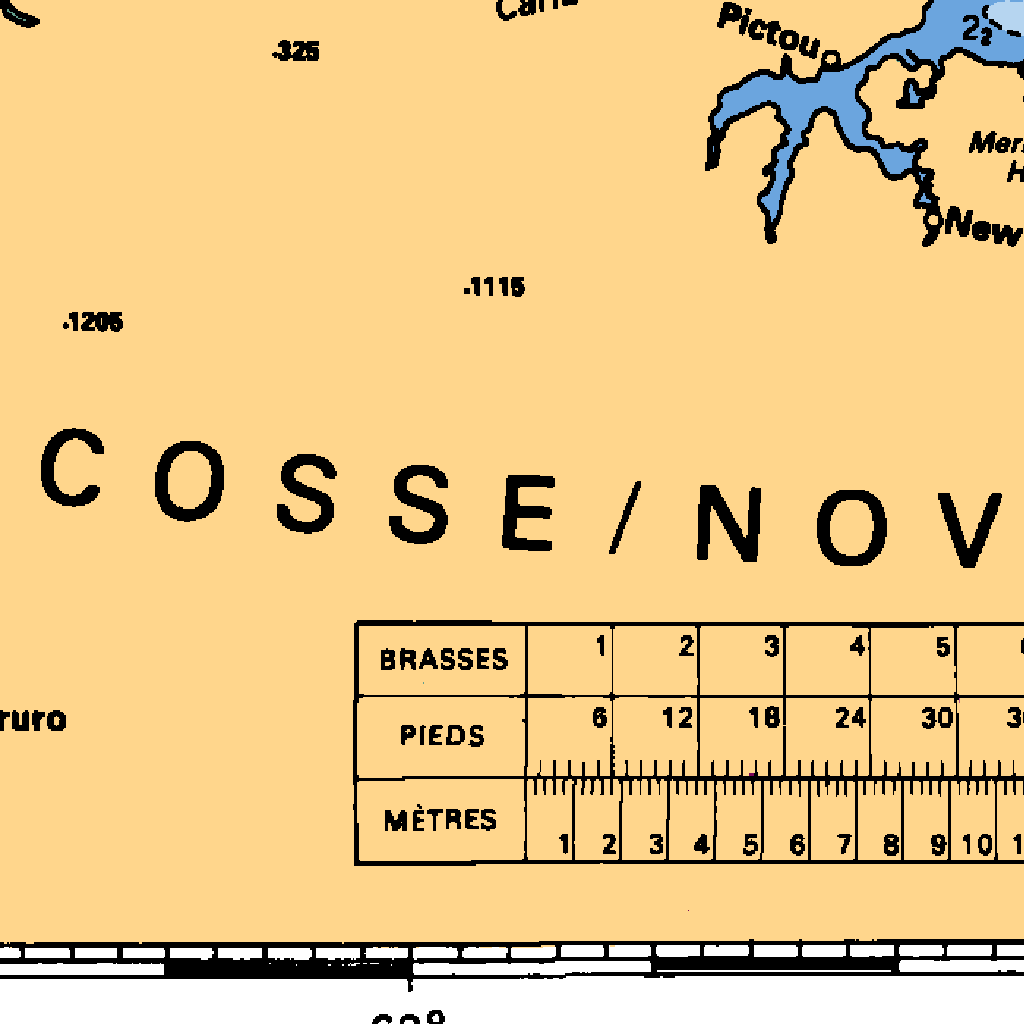 Pictou
2₂
.325
New
.1115
.1205
COSSE/NOV
BRASSES 1 2 3 4 5
PIEDS 6 12 18 24 30
MÈTRES 1 2 3 4 5 6 7 8 9 10